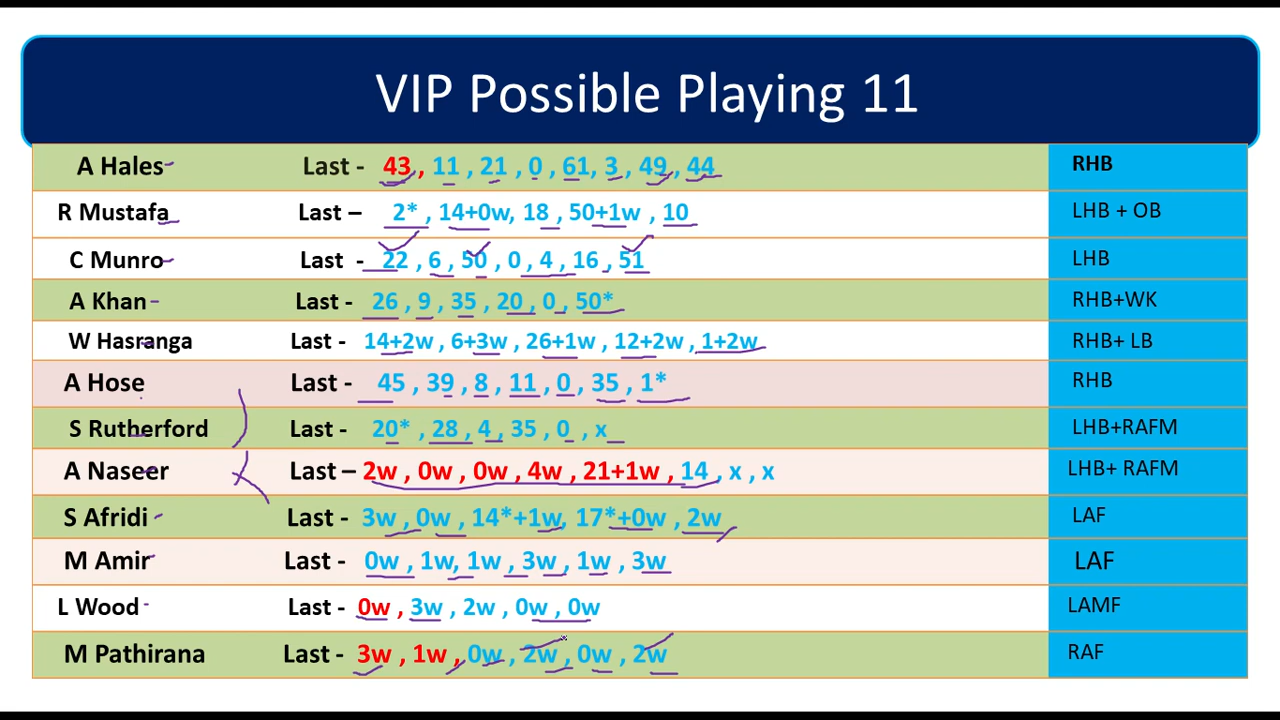 VIP Possible Playing 11
A Hales Last - 43 , 11 , 21 , 0 , 61, 3 , 49 , 44 RHB
R Mustafa Last – 2* , 14+0w, 18 , 50+1w , 10 LHB + OB
C Munro Last - 22 , 6 , 50 , 0 , 4 , 16 , 51 LHB
A Khan Last - 26 , 9 , 35 , 20 , 0 , 50* RHB+WK
W Hasranga Last - 14+2w , 6+3w , 26+1w , 12+2w , 1+2w RHB+ LB
A Hose Last - 45 , 39 , 8 , 11 , 0 , 35 , 1* RHB
S Rutherford Last - 20* , 28 , 4 , 35 , 0 , x LHB+RAFM
A Naseer Last – 2w , 0w , 0w , 4w , 21+1w , 14 , x , x LHB+ RAFM
S Afridi Last - 3w , 0w , 14*+1w, 17*+0w , 2w LAF
M Amir Last - 0w , 1w, 1w , 3w , 1w , 3w LAF
L Wood Last - 0w , 3w , 2w , 0w , 0w LAMF
M Pathirana Last - 3w , 1w , 0w , 2w , 0w , 2w RAF